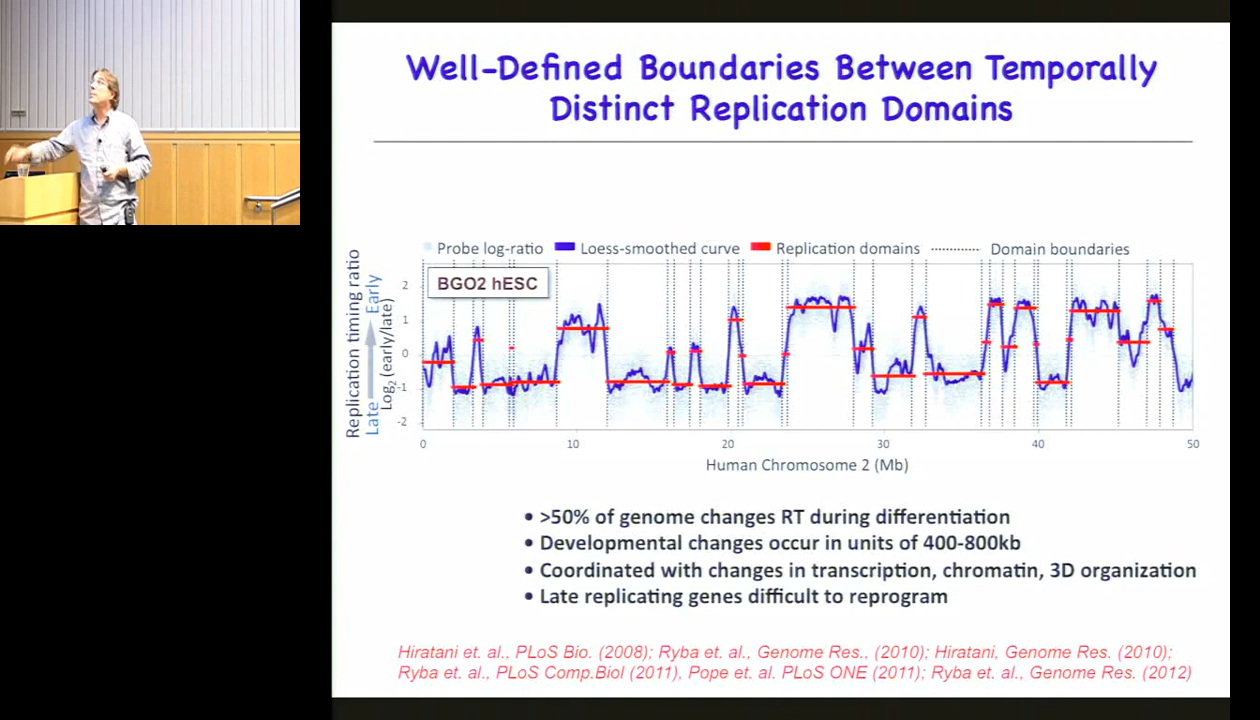 Well-Defined Boundaries Between Temporally
Distinct Replication Domains
Probe log-ratio Loess-smoothed curve Replication domains Domain boundaries
BGO2 hESC
Replication timing ratio
Late Early
Log2 (early/late)
2
1
0
-1
-2
0 10 20 30 40 50
Human Chromosome 2 (Mb)
• >50% of genome changes RT during differentiation
• Developmental changes occur in units of 400-800kb
• Coordinated with changes in transcription, chromatin, 3D organization
• Late replicating genes difficult to reprogram
Hiratani et. al., PLoS Bio. (2008); Ryba et. al., Genome Res., (2010); Hiratani, Genome Res. (2010);
Ryba et. al., PLoS Comp.Biol (2011), Pope et. al. PLoS ONE (2011); Ryba et. al., Genome Res. (2012)